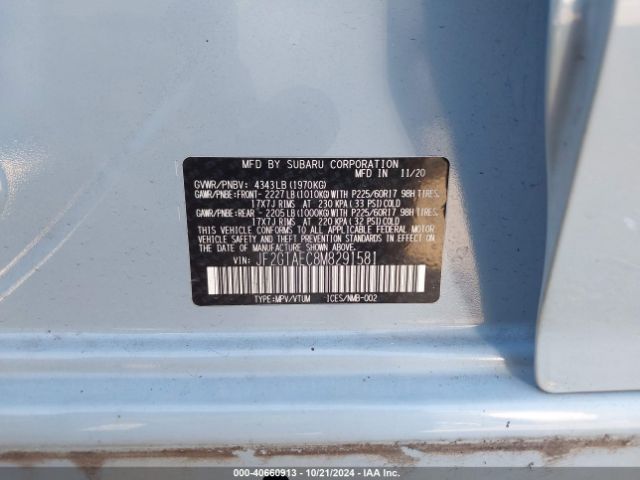 MFD BY SUBARU CORPORATION
MFD IN 11/20
GVWR/PNBV: 4343LB(1970KG)
GAWR/PNBE:FRONT- 2227LB(1010KG)WITH P225/60R17 98H TIRES,
17X7J RIMS AT 230 KPA(33 PSI)COLD
GAWR/PNBE:REAR - 2205LB(1000KG)WITH P225/60R17 98H TIRES,
17X7J RIMS AT 220 KPA(32 PSI)COLD
THIS VEHICLE CONFORMS TO ALL APPLICABLE FEDERAL MOTOR
VEHICLE SAFETY AND THEFT PREVENTION STANDARDS IN EFFECT
ON THE DATE OF MANUFACTURE SHOWN ABOVE.
VIN: JF2GTAEC8M8291581
TYPE:MPV/VTUM ICES/NMB-002
000-40660913 - 10/21/2024 - IAAI Corp.